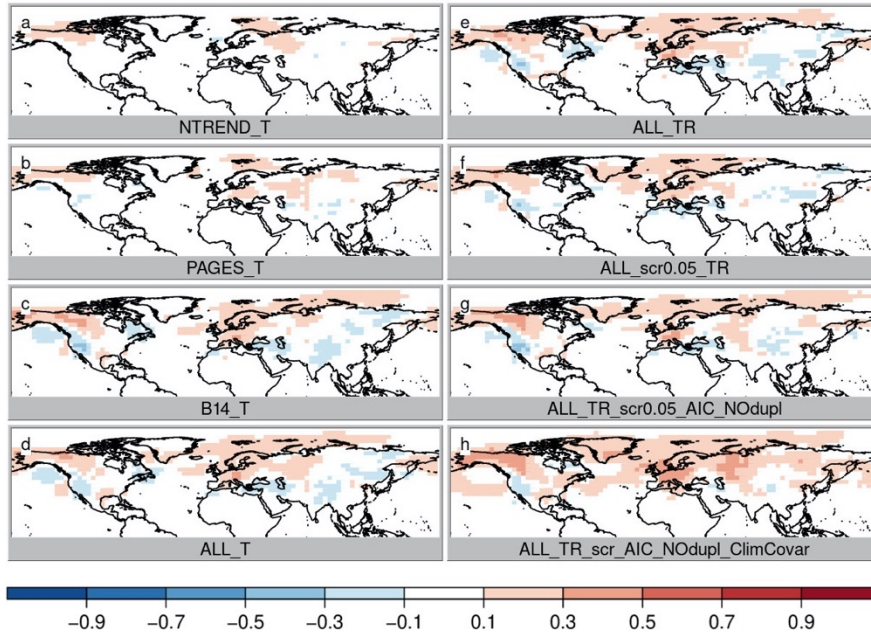 a
NTREND_T
b
PAGES_T
c
B14_T
d
ALL_T
e
ALL_TR
f
ALL_scr0.05_TR
g
ALL_TR_scr0.05_AIC_NOdupl
h
ALL_TR_scr_AIC_NOdupl_ClimCovar
−0.9 −0.7 −0.5 −0.3 −0.1 0.1 0.3 0.5 0.7 0.9